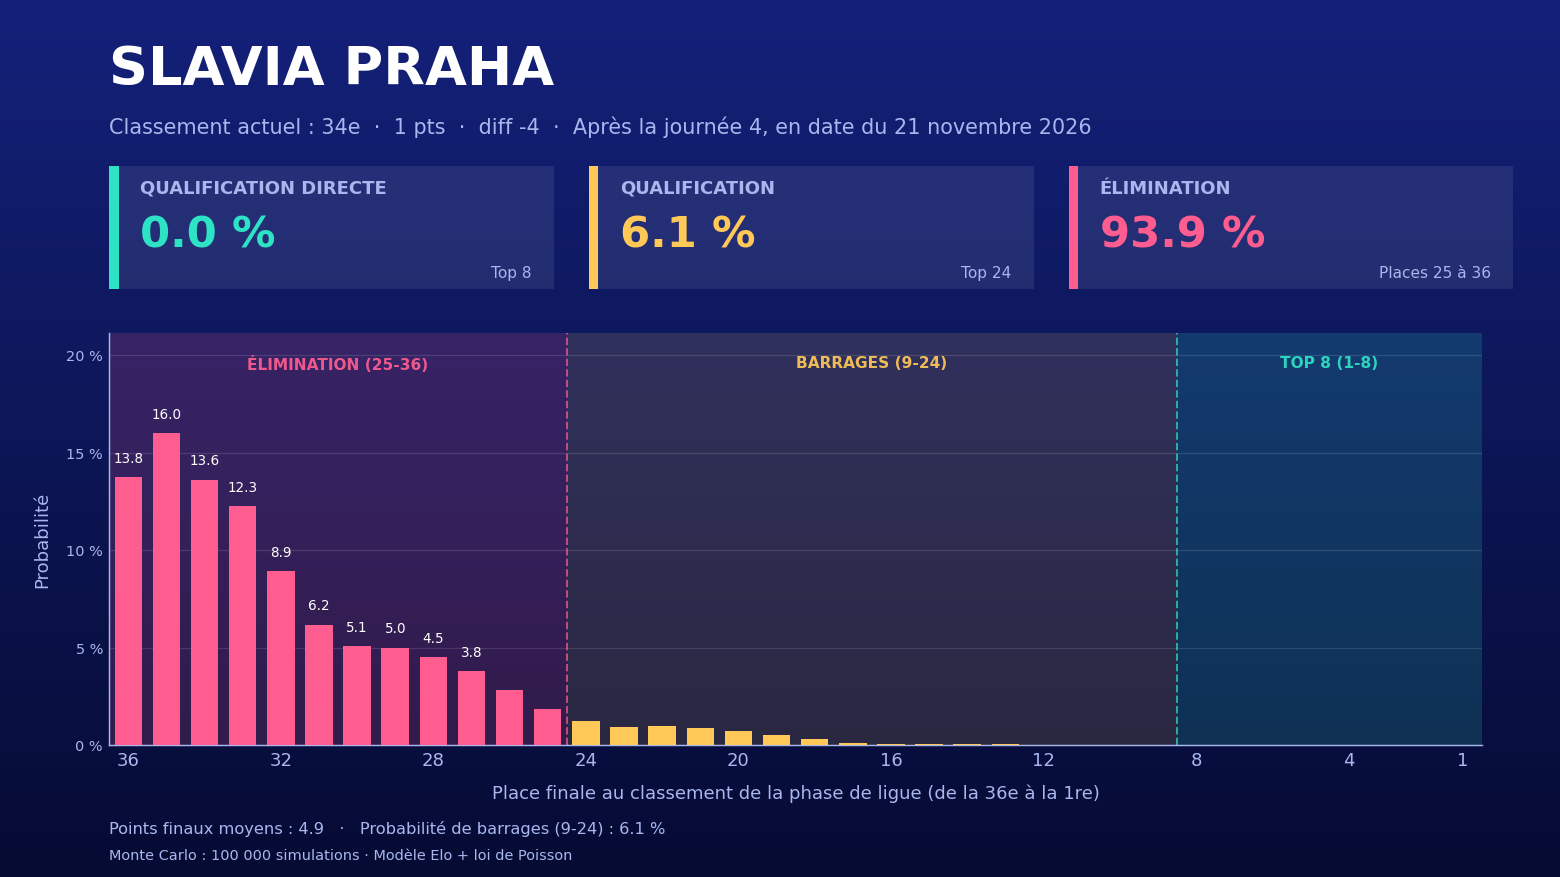 SLAVIA PRAHA
Classement actuel : 34e · 1 pts · diff -4 · Après la journée 4, en date du 21 novembre 2026
QUALIFICATION DIRECTE
0.0 %
Top 8
QUALIFICATION
6.1 %
Top 24
ÉLIMINATION
93.9 %
Places 25 à 36
ÉLIMINATION (25-36)
BARRAGES (9-24)
TOP 8 (1-8)
Probabilité
20 %
15 %
10 %
5 %
0 %
13.8
16.0
13.6
12.3
8.9
6.2
5.1
5.0
4.5
3.8
36 32 28 24 20 16 12 8 4 1
Place finale au classement de la phase de ligue (de la 36e à la 1re)
Points finaux moyens : 4.9 · Probabilité de barrages (9-24) : 6.1 %
Monte Carlo : 100 000 simulations · Modèle Elo + loi de Poisson